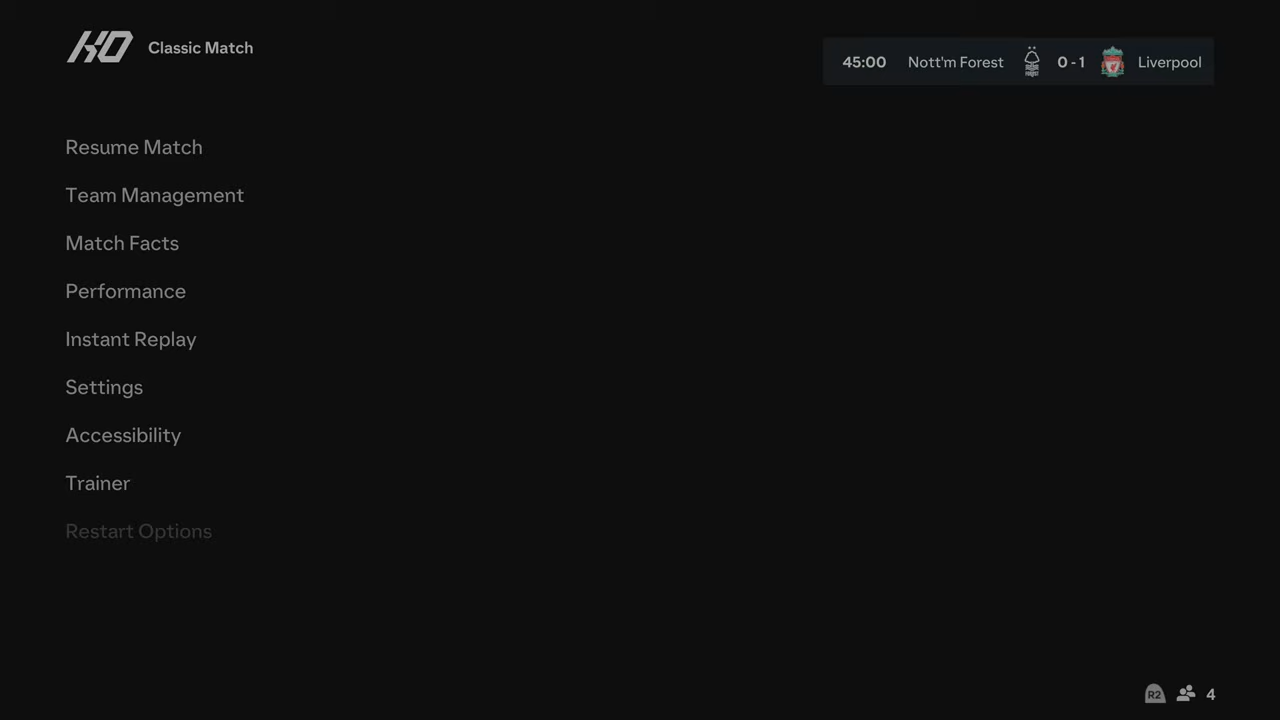 KO Classic Match
45:00 Nott'm Forest FOREST 0 - 1 Liverpool
Resume Match
Team Management
Match Facts
Performance
Instant Replay
Settings
Accessibility
Trainer
Restart Options
R2 4